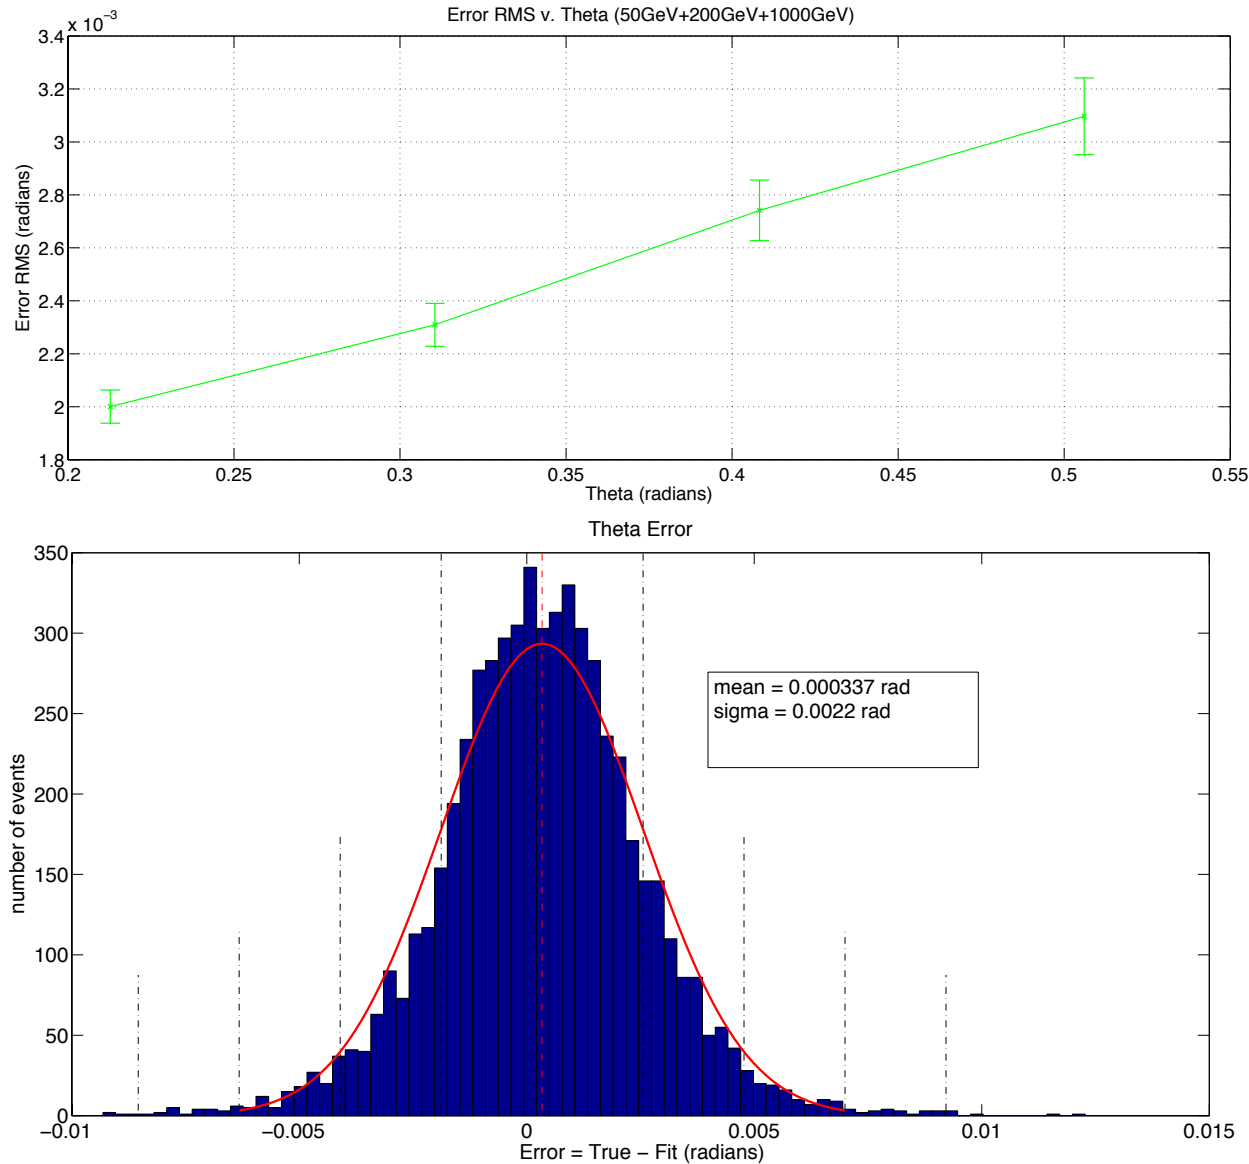 Error RMS v. Theta (50GeV+200GeV+1000GeV)
x 10⁻³
3.4
3.2
3
2.8
2.6
2.4
2.2
2
1.8
Error RMS (radians)
0.2 0.25 0.3 0.35 0.4 0.45 0.5 0.55
Theta (radians)
Theta Error
350
300
250
200
150
100
50
0
number of events
mean = 0.000337 rad
sigma = 0.0022 rad
−0.01 −0.005 0 0.005 0.01 0.015
Error = True − Fit (radians)